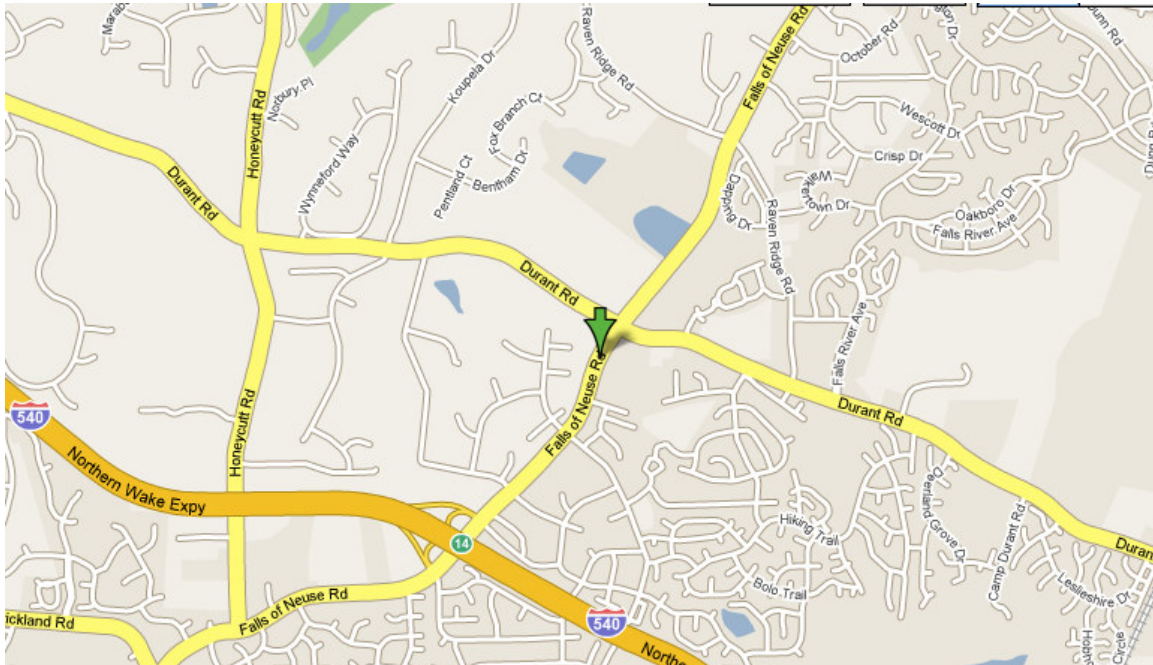 Falls of Neuse Rd
October Rd
Raven Ridge Rd
Koupela Dr
Honeycutt Rd
Norbury Pl
Fox Branch Ct
Wescott Dr
Wynneford Way
Pentland Ct
Bentham Dr
Crisp Dr
Durant Rd
Walkertown Dr
Dapping Dr
Oakboro Dr
Falls River Ave
Raven Ridge Rd
Durant Rd
Falls River Ave
Durant Rd
Falls of Neuse Rd
540
Honeycutt Rd
Northern Wake Expy
Deerland Grove Dr
Hiking Trail
Camp Durant Rd
14
Bolo Trail
Leslieshire Dr
Falls of Neuse Rd
540
ickland Rd
Circle